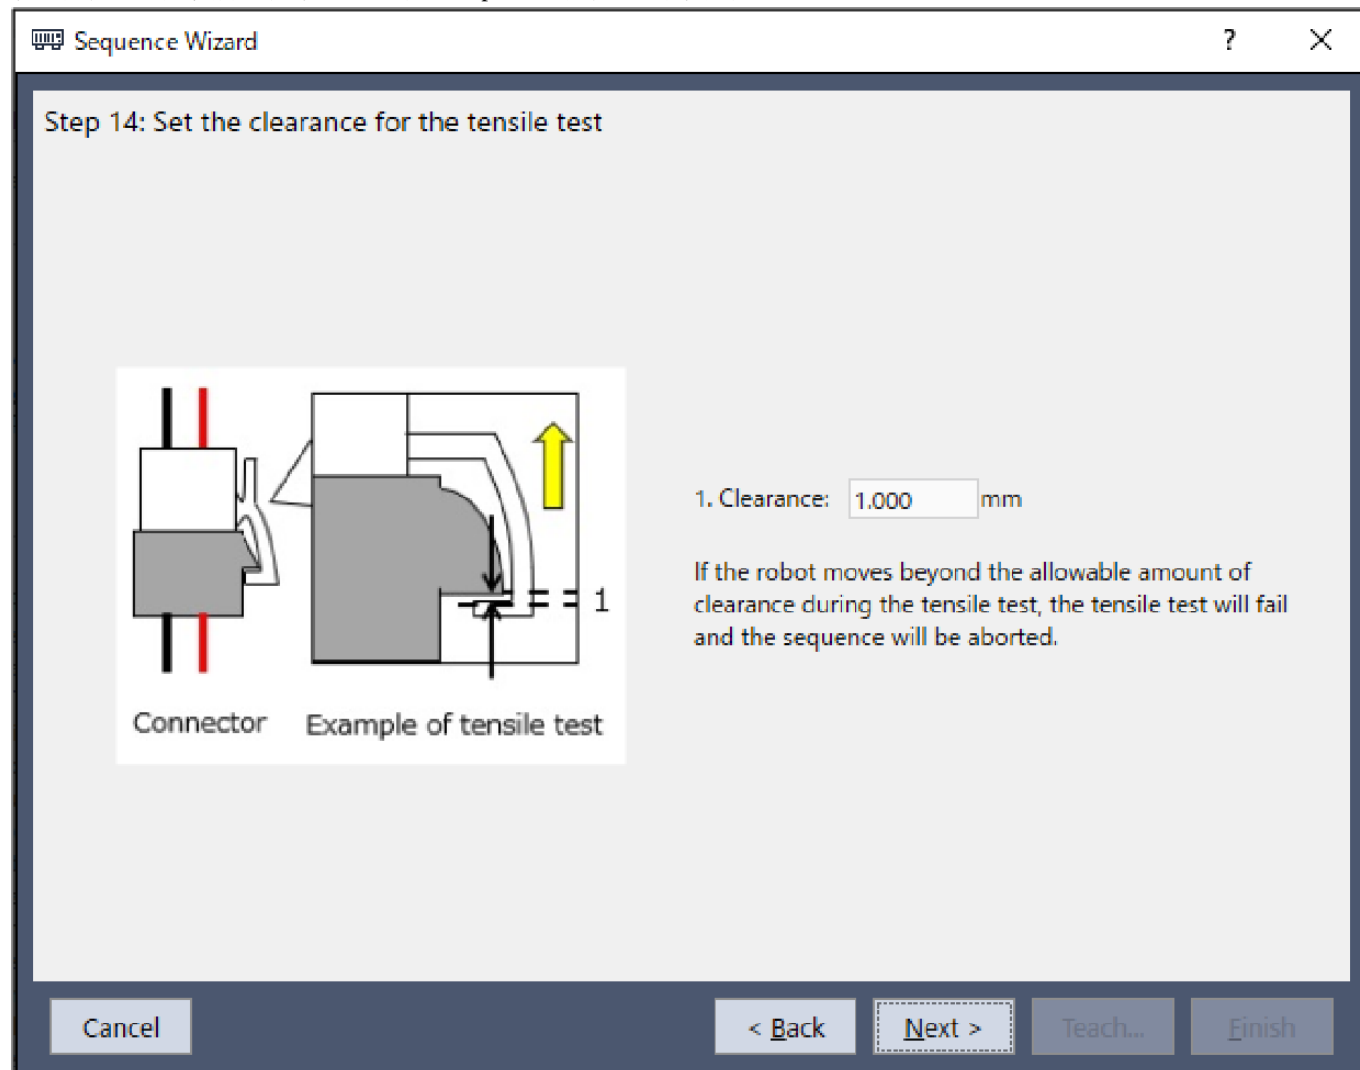 Sequence Wizard
?
Step 14: Set the clearance for the tensile test
1. Clearance: 1.000 mm
If the robot moves beyond the allowable amount of
clearance during the tensile test, the tensile test will fail
and the sequence will be aborted.
1
Connector
Example of tensile test
Cancel
< Back
Next >
Teach...
Finish